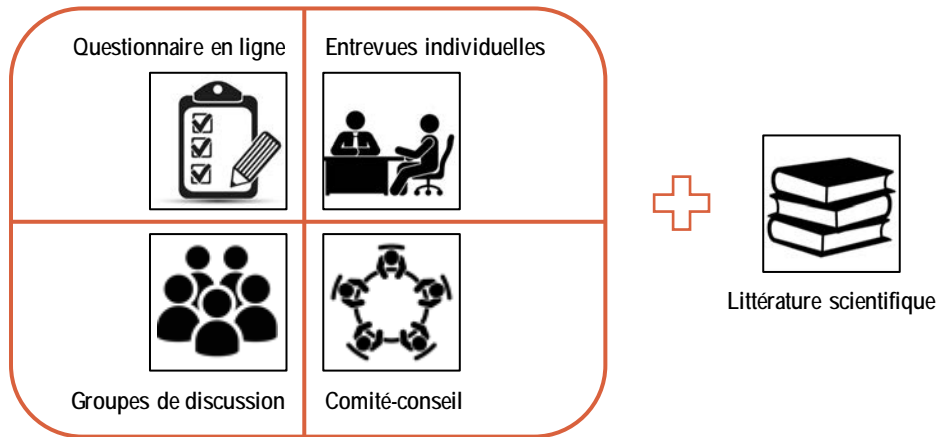 Questionnaire en ligne
Entrevues individuelles
Littérature scientifique
Groupes de discussion
Comité-conseil